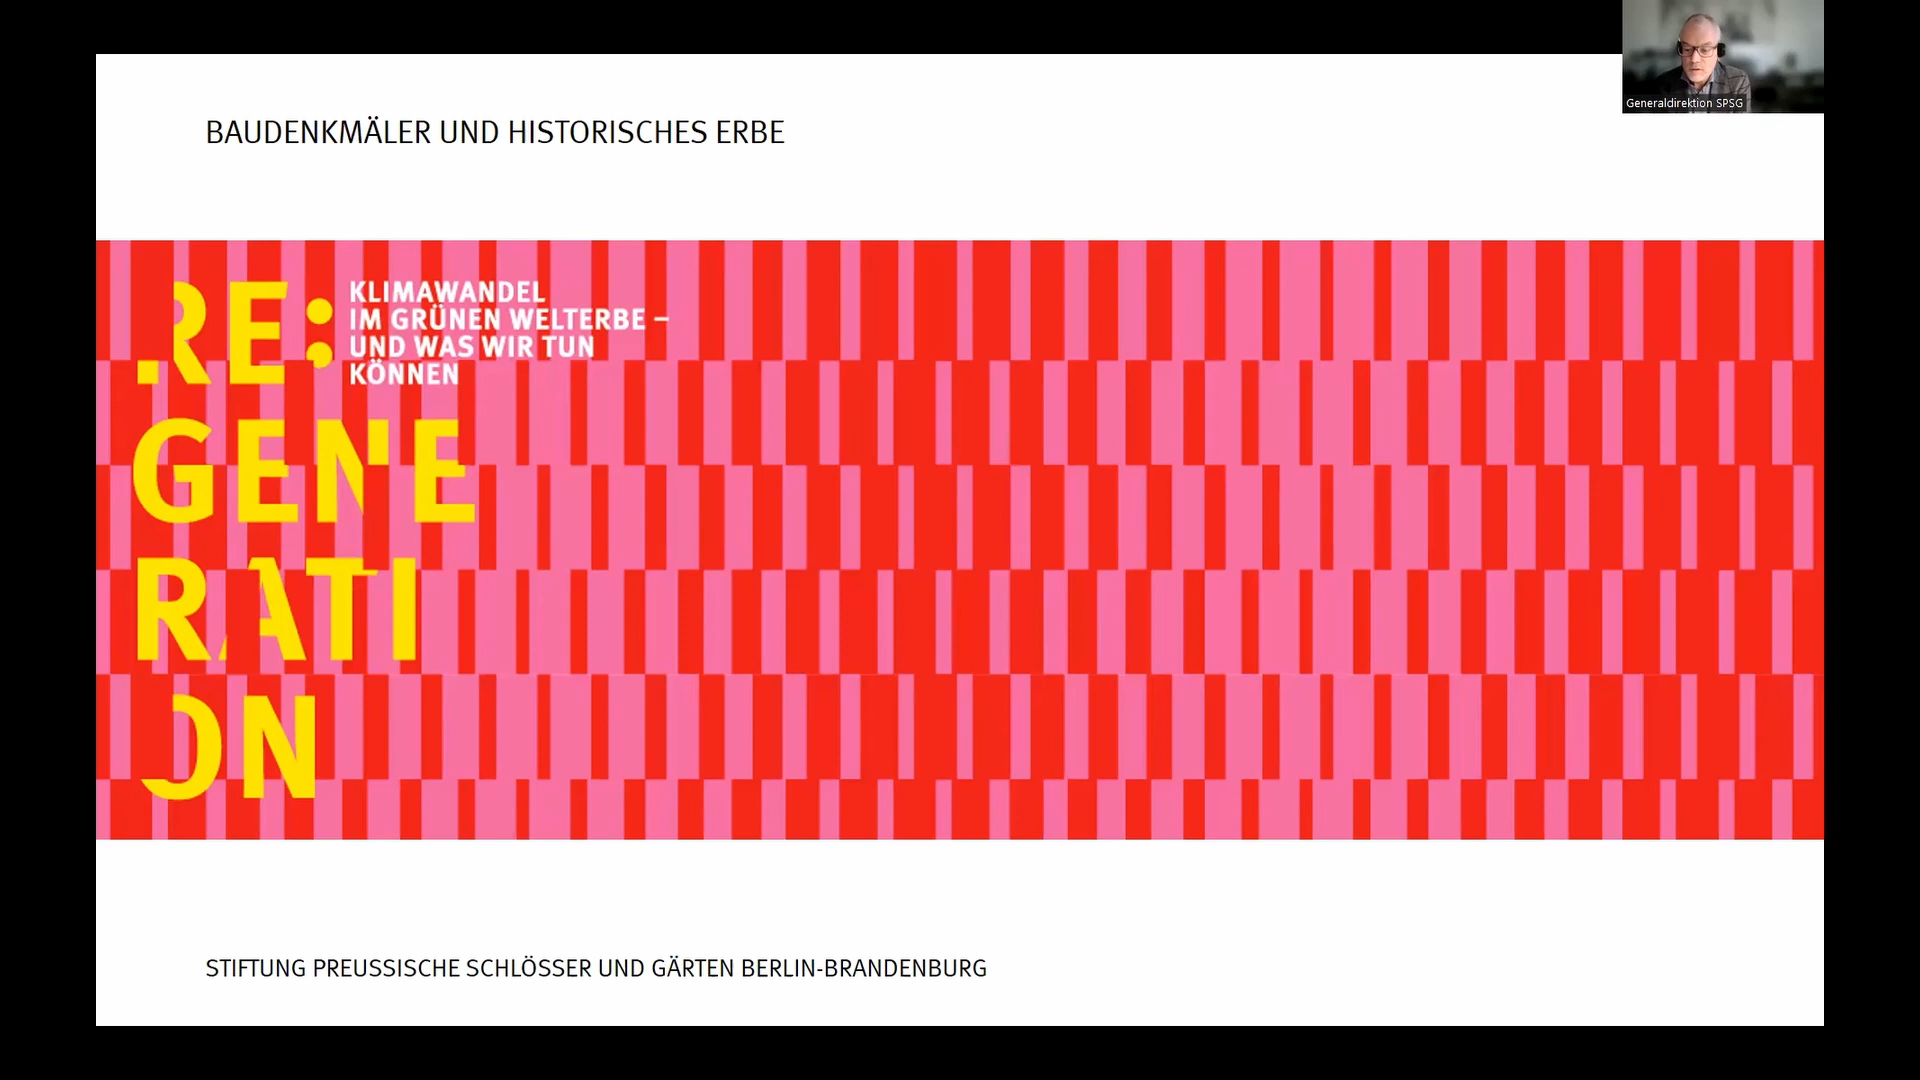 Generaldirektion SPSG
BAUDENKMÄLER UND HISTORISCHES ERBE
RE:
KLIMAWANDEL
IM GRÜNEN WELTERBE –
UND WAS WIR TUN
KÖNNEN
GENE
RATI
ON
STIFTUNG PREUSSISCHE SCHLÖSSER UND GÄRTEN BERLIN-BRANDENBURG